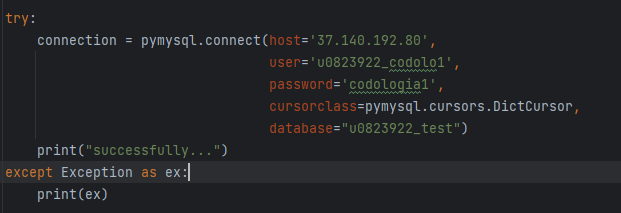 try:
    connection = pymysql.connect(host='37.140.192.80',
                                 user='u0823922_codolo1',
                                 password='codologia1',
                                 cursorclass=pymysql.cursors.DictCursor,
                                 database="u0823922_test")
    print("successfully...")
except Exception as ex:
    print(ex)